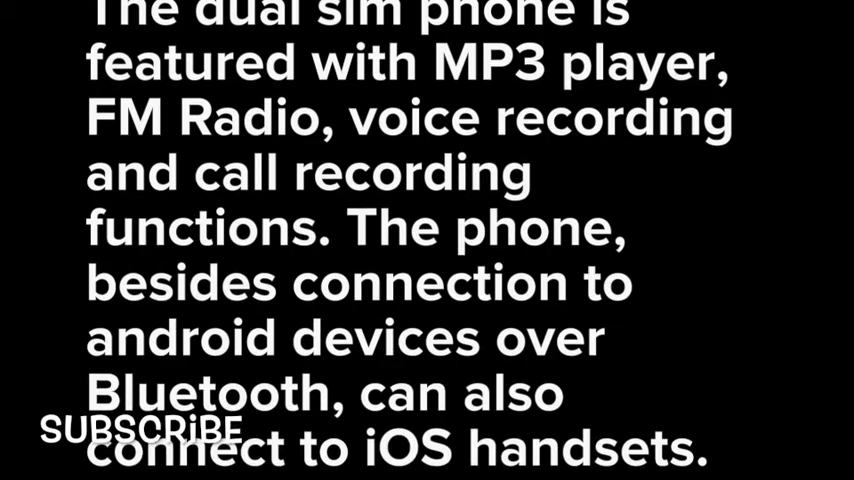 The dual sim phone is
featured with MP3 player,
FM Radio, voice recording
and call recording
functions. The phone,
besides connection to
android devices over
Bluetooth, can also
SUBSCRiBE
connect to iOS handsets.